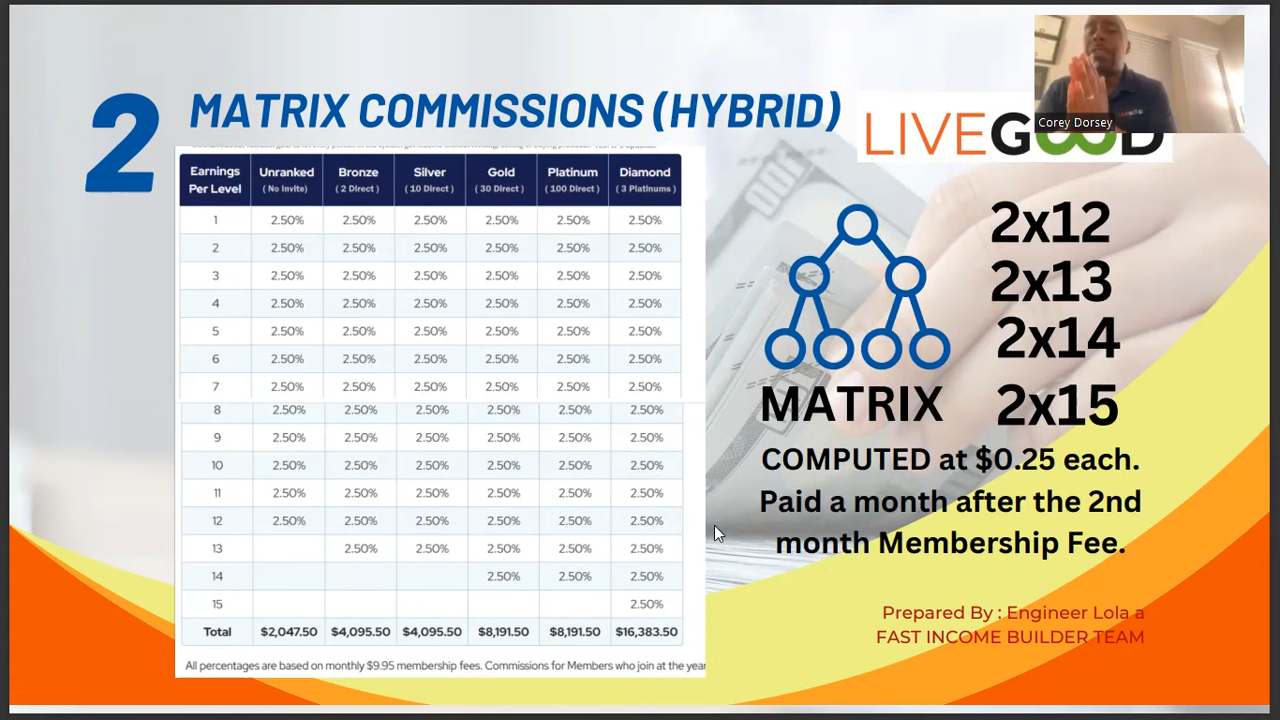 2
MATRIX COMMISSIONS (HYBRID)
LIVEGOOD
Corey Dorsey
Earnings Per Level Unranked ( No Invite) Bronze ( 2 Direct ) Silver ( 10 Direct ) Gold ( 30 Direct ) Platinum ( 100 Direct ) Diamond ( 3 Platinums )
1 2.50% 2.50% 2.50% 2.50% 2.50% 2.50%
2 2.50% 2.50% 2.50% 2.50% 2.50% 2.50%
3 2.50% 2.50% 2.50% 2.50% 2.50% 2.50%
4 2.50% 2.50% 2.50% 2.50% 2.50% 2.50%
5 2.50% 2.50% 2.50% 2.50% 2.50% 2.50%
6 2.50% 2.50% 2.50% 2.50% 2.50% 2.50%
7 2.50% 2.50% 2.50% 2.50% 2.50% 2.50%
8 2.50% 2.50% 2.50% 2.50% 2.50% 2.50%
9 2.50% 2.50% 2.50% 2.50% 2.50% 2.50%
10 2.50% 2.50% 2.50% 2.50% 2.50% 2.50%
11 2.50% 2.50% 2.50% 2.50% 2.50% 2.50%
12 2.50% 2.50% 2.50% 2.50% 2.50% 2.50%
13 2.50% 2.50% 2.50% 2.50% 2.50%
14 2.50% 2.50% 2.50%
15 2.50%
Total $2,047.50 $4,095.50 $4,095.50 $8,191.50 $8,191.50 $16,383.50
All percentages are based on monthly $9.95 membership fees. Commissions for Members who join at the year
2x12
2x13
2x14
MATRIX 2x15
COMPUTED at $0.25 each.
Paid a month after the 2nd
month Membership Fee.
Prepared By : Engineer Lola a
FAST INCOME BUILDER TEAM